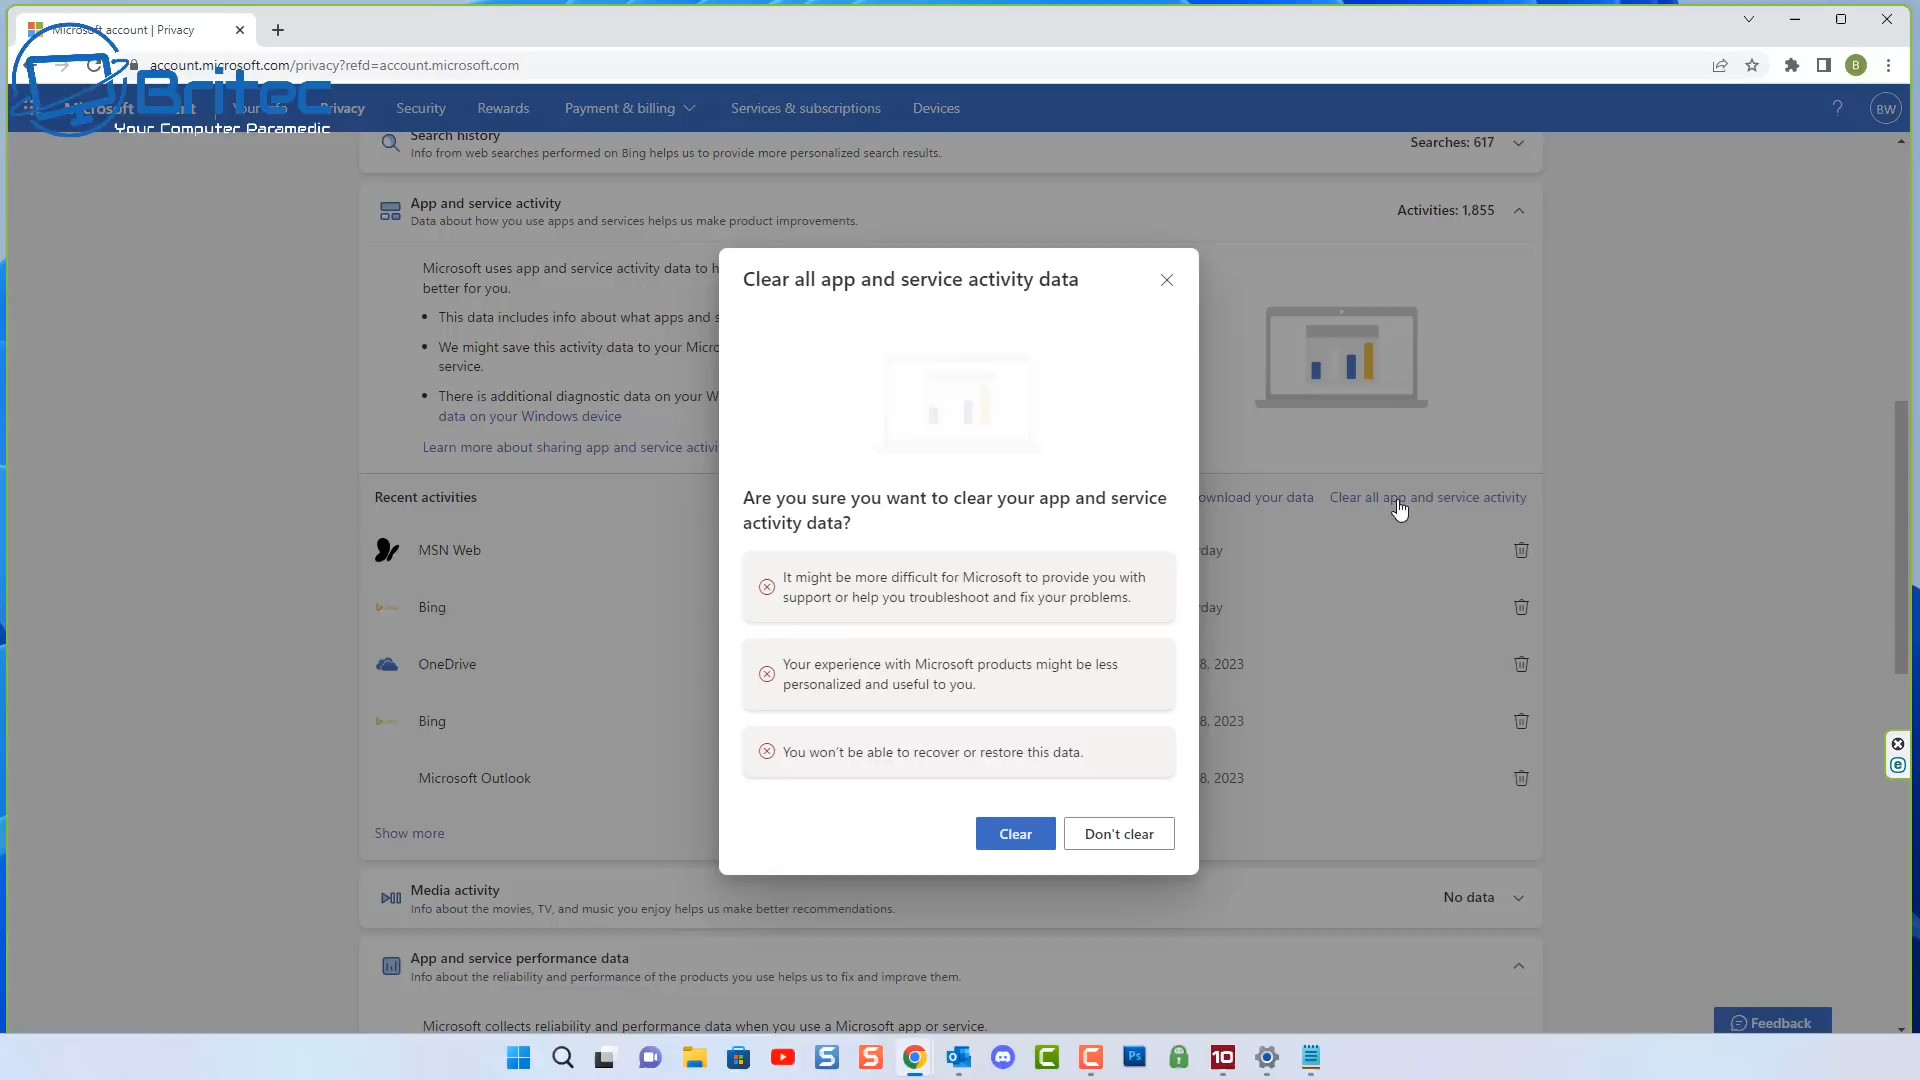 Microsoft account | Privacy
account.microsoft.com/privacy?refd=account.microsoft.com
B
Britec
Your Computer Paramedic
Privacy
Security
Rewards
Payment & billing
Services & subscriptions
Devices
?
BW
Search history
Info from web searches performed on Bing helps us to provide more personalized search results.
Searches: 617
App and service activity
Data about how you use apps and services helps us make product improvements.
Activities: 1,855
Microsoft uses app and service activity data to
better for you.
This data includes info about what apps and
We might save this activity data to your
service.
There is additional diagnostic data on your
data on your Windows device
Learn more about sharing app and service
Recent activities
Download your data
Clear all app and service activity
MSN Web
Bing
OneDrive
8, 2023
Bing
8, 2023
Microsoft Outlook
8, 2023
Show more
Clear all app and service activity data
Are you sure you want to clear your app and service
activity data?
It might be more difficult for Microsoft to provide you with
support or help you troubleshoot and fix your problems.
Your experience with Microsoft products might be less
personalized and useful to you.
You won't be able to recover or restore this data.
Clear
Don't clear
Media activity
Info about the movies, TV, and music you enjoy helps us make better recommendations.
No data
App and service performance data
Info about the reliability and performance of the products you use helps us to fix and improve them.
Microsoft collects reliability and performance data when you use a Microsoft app or service.
Feedback
S
S
C
C
Ps
10